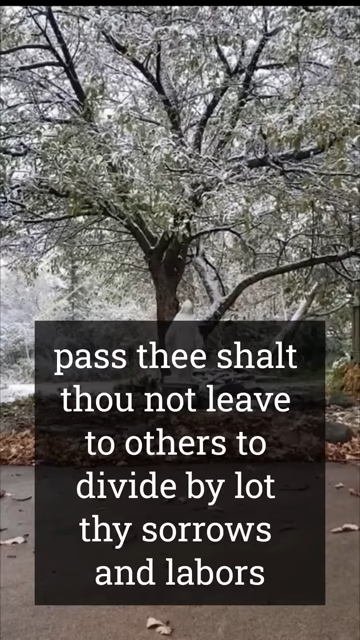 pass thee shalt
thou not leave
to others to
divide by lot
thy sorrows
and labors